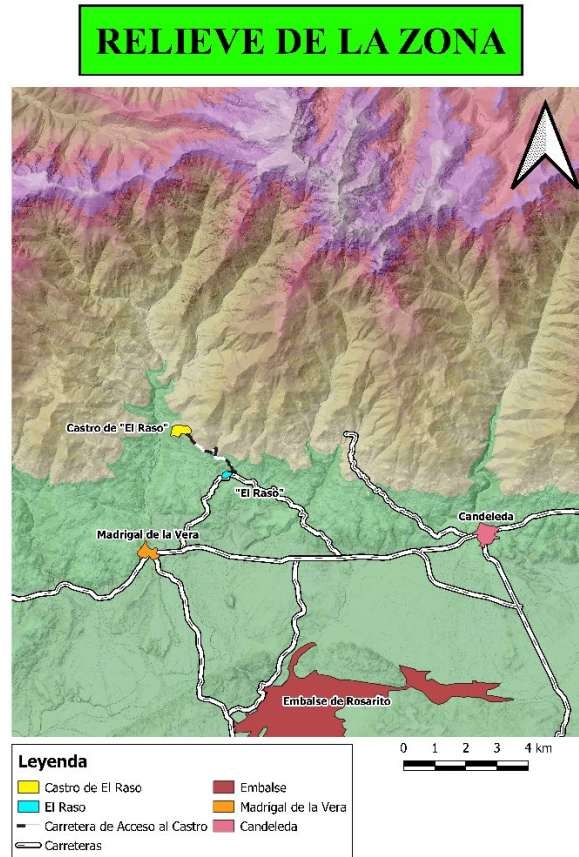 RELIEVE DE LA ZONA
Castro de "El Raso"
"El Raso"
Candeleda
Madrigal de la Vera
Embalse de Rosarito
Leyenda
Castro de El Raso
El Raso
Carretera de Acceso al Castro
Carreteras
Embalse
Madrigal de la Vera
Candeleda
0 1 2 3 4 km